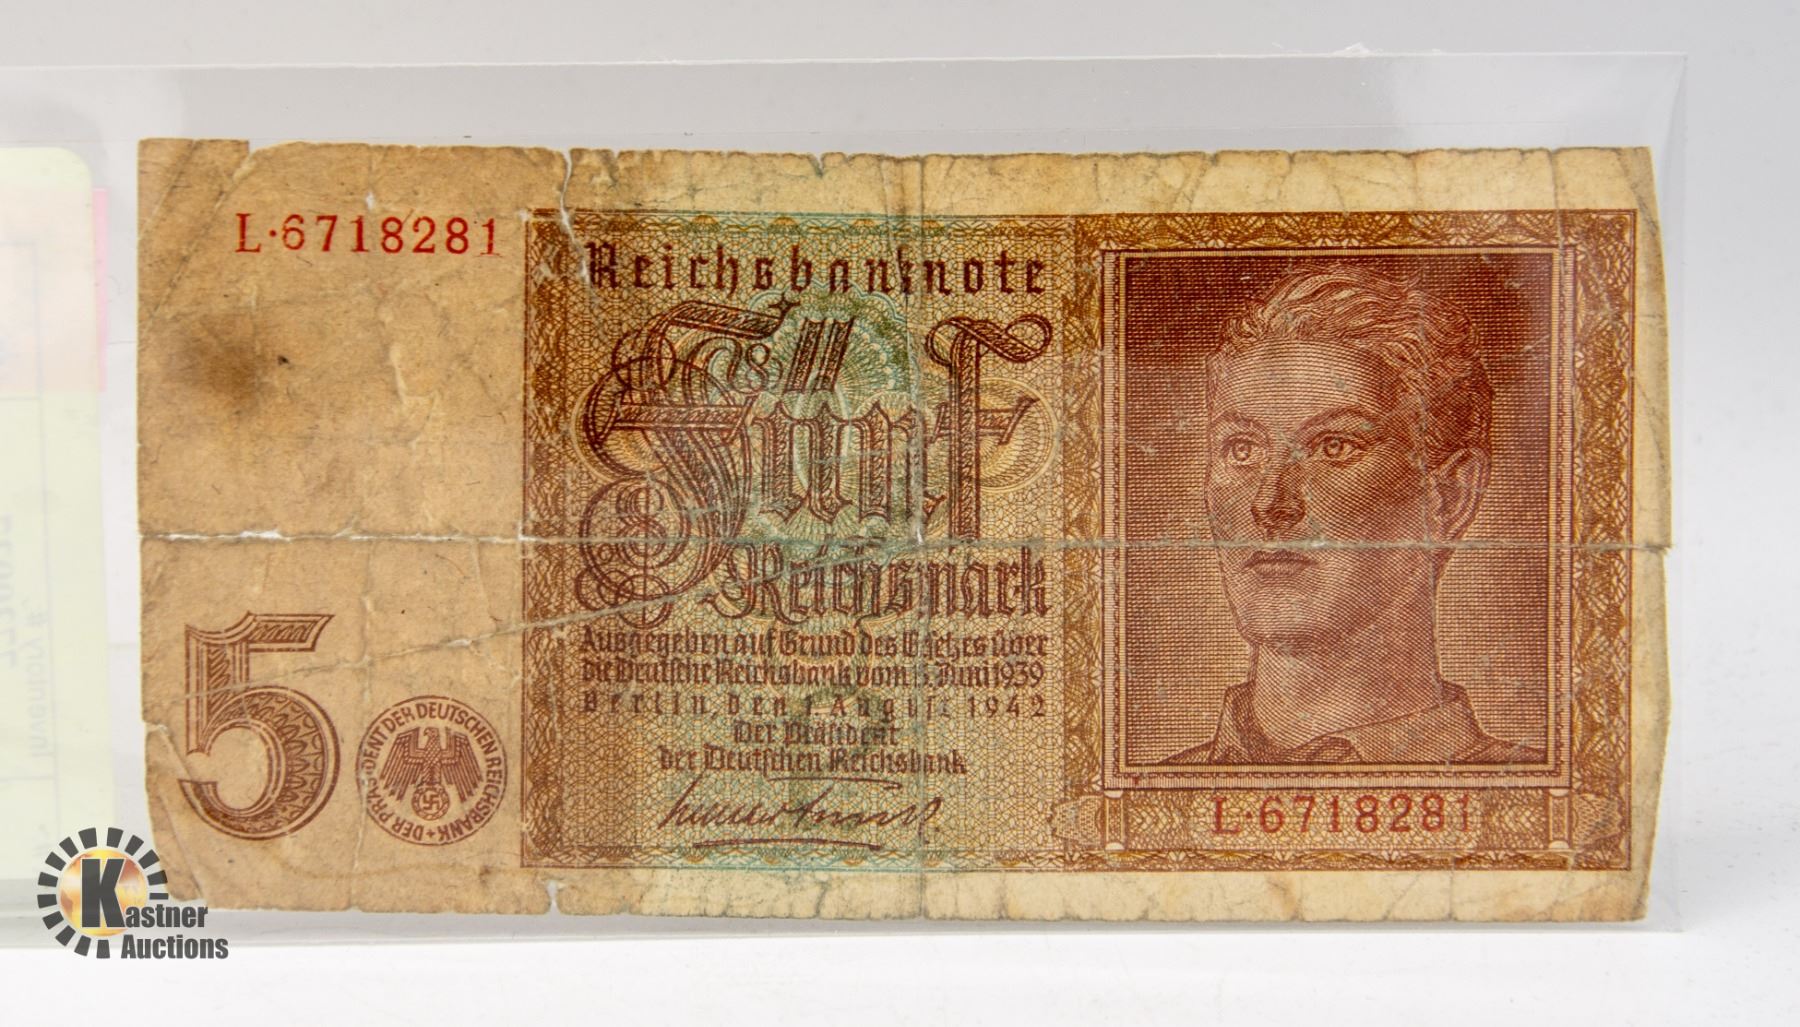 L·6718281
Reichsbanknote
Fünf
Reichsmark
Ausgegeben auf Grund des Gesetzes über
die Deutsche Reichsbank vom 15. Juni 1939
Berlin, den 1. August 1942
Der Präsident
der Deutschen Reichsbank
5
DER PRÄSIDENT DER DEUTSCHEN REICHSBANK
L·6718281
Kastner
Auctions